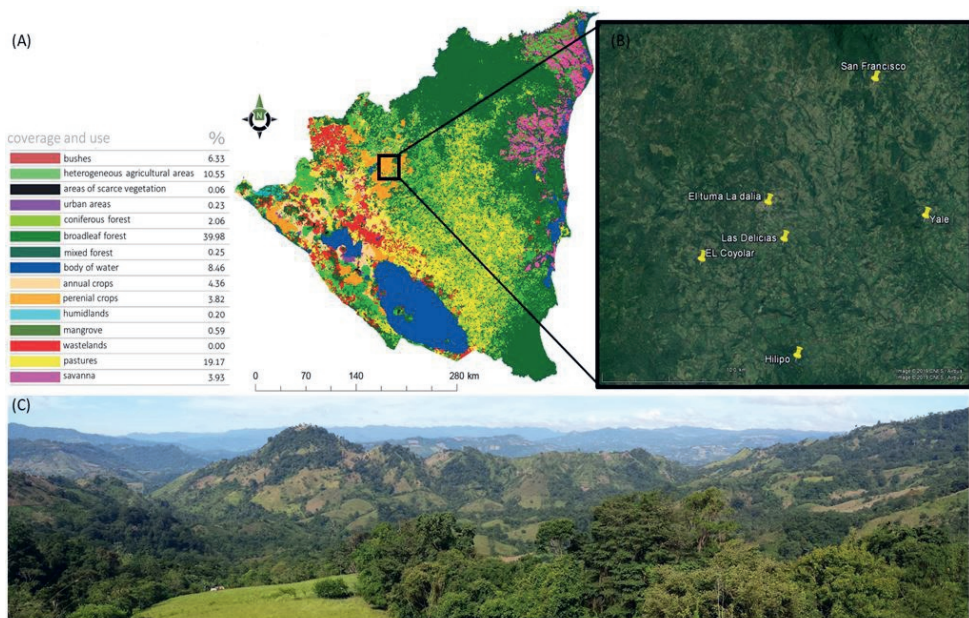 (A)
N
coverage and use %
bushes 6.33
heterogeneous agricultural areas 10.55
areas of scarce vegetation 0.06
urban areas 0.23
coniferous forest 2.06
broadleaf forest 39.98
mixed forest 0.25
body of water 8.46
annual crops 4.36
perenial crops 3.82
humidlands 0.20
mangrove 0.59
wastelands 0.00
pastures 19.17
savanna 3.93
0 70 140 280 km
(B)
San Francisco
El tuma La dalia
Yale
Las Delicias
EL Coyolar
Hilipo
(C)